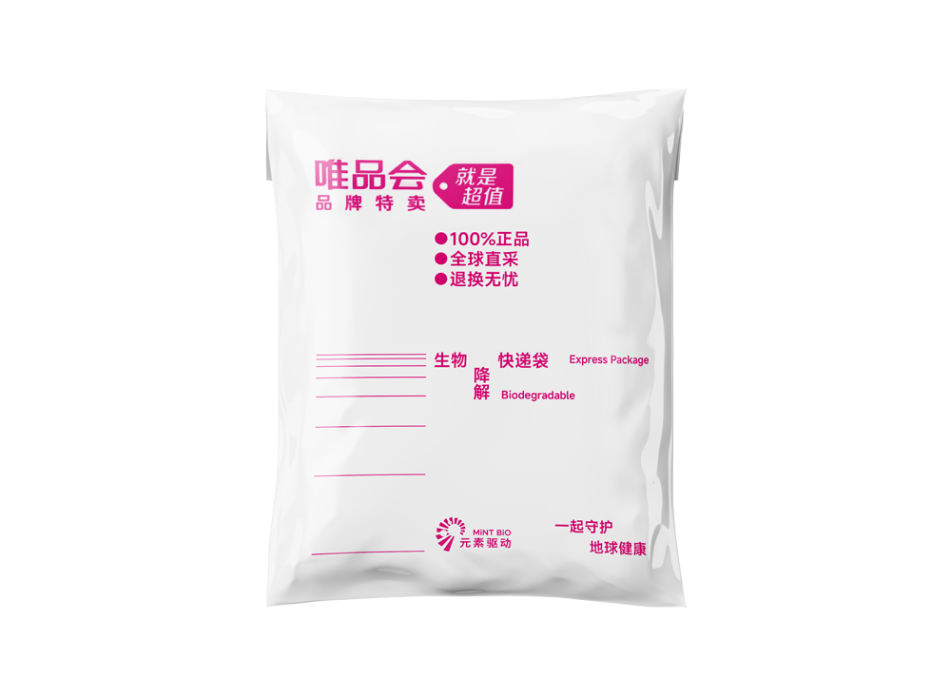 唯品会
品牌特卖
就是
超值
●100%正品
●全球直采
●退换无忧
生物 快递袋 Express Package
降
解 Biodegradable
MiNT BiO
元素驱动
一起守护
地球健康